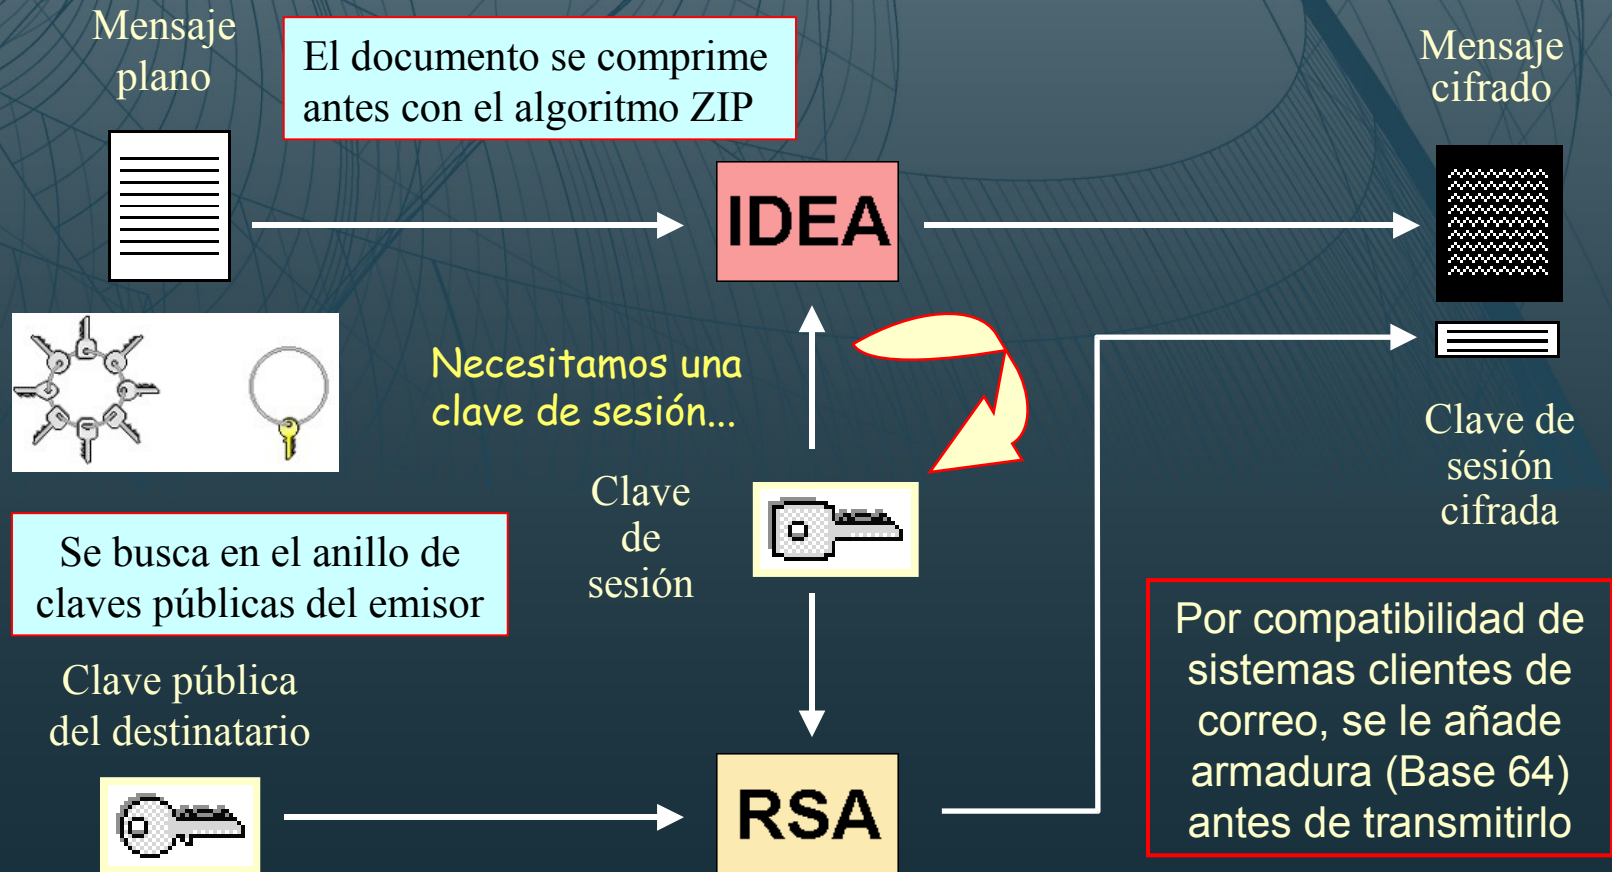 Mensaje
plano
El documento se comprime
antes con el algoritmo ZIP
Mensaje
cifrado
IDEA
Necesitamos una
clave de sesión...
Clave
de
sesión
Clave de
sesión
cifrada
Se busca en el anillo de
claves públicas del emisor
Clave pública
del destinatario
RSA
Por compatibilidad de
sistemas clientes de
correo, se le añade
armadura (Base 64)
antes de transmitirlo